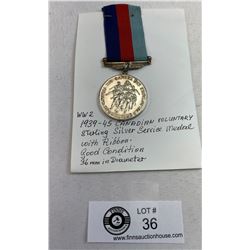 WW2
1939-45 CANADIAN VOLUNTARY
Sterling Silver Service Medal
with Ribbon.
Good Condition
36 mm in Diameter
LOT #
36
www.finnsauctionhouse.com